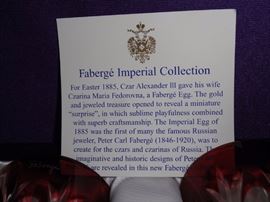 Fabergé Imperial Collection
For Easter 1885, Czar Alexander III gave his wife
Czarina Maria Fedorovna, a Fabergé Egg. The gold
and jeweled treasure opened to reveal a miniature
"surprise", in which sublime playfulness combined
with superb craftsmanship. The Imperial Egg of
1885 was the first of many the famous Russian
jeweler, Peter Carl Fabergé (1846-1920), was to
create for the czars and czarinas of Russia. The
imaginative and historic designs of Peter
are revealed in this new Fabergé